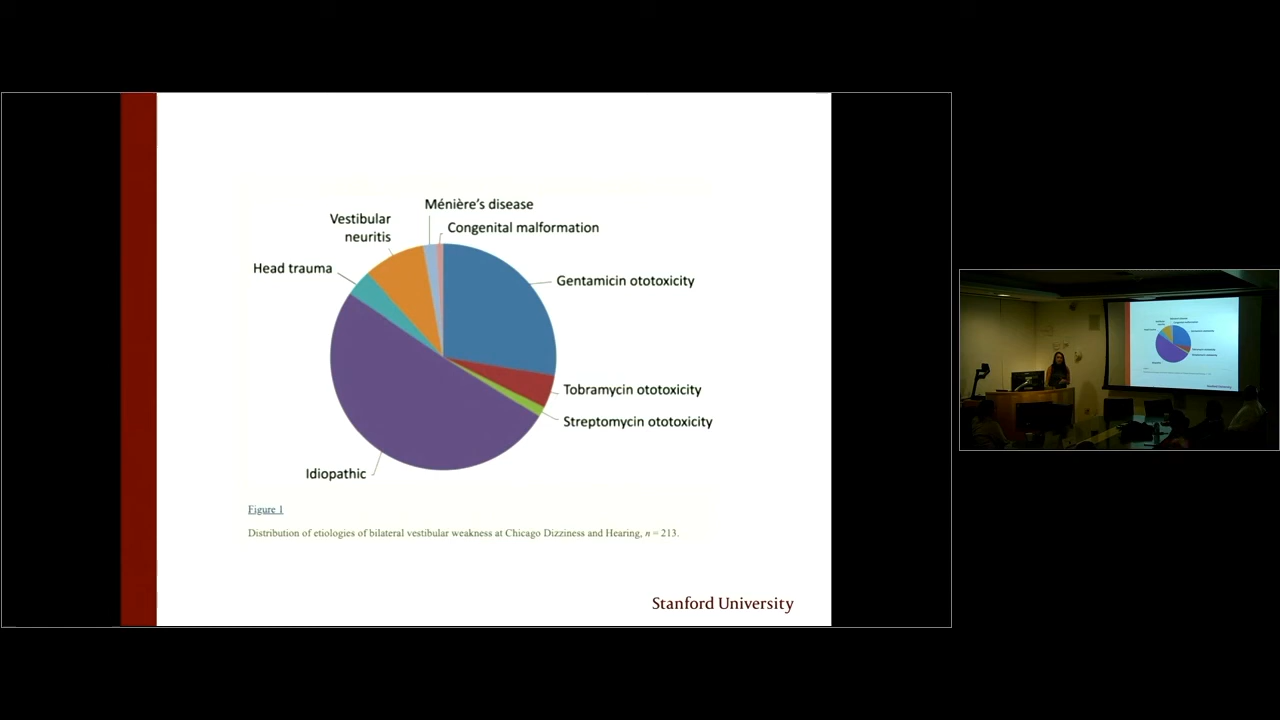 Ménière's disease
Vestibular
neuritis
Congenital malformation
Head trauma
Gentamicin ototoxicity
Tobramycin ototoxicity
Streptomycin ototoxicity
Idiopathic
Figure 1
Distribution of etiologies of bilateral vestibular weakness at Chicago Dizziness and Hearing, n = 213.
Stanford University